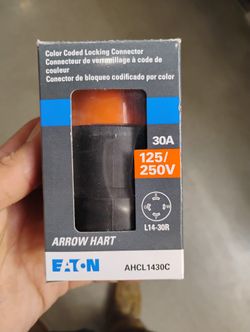 Color Coded Locking Connector
Connecteur de verrouillage à code de
couleur
Conector de bloqueo codificado por color
30A
125/
250V
L14-30R
ARROW HART
EATON
AHCL1430C